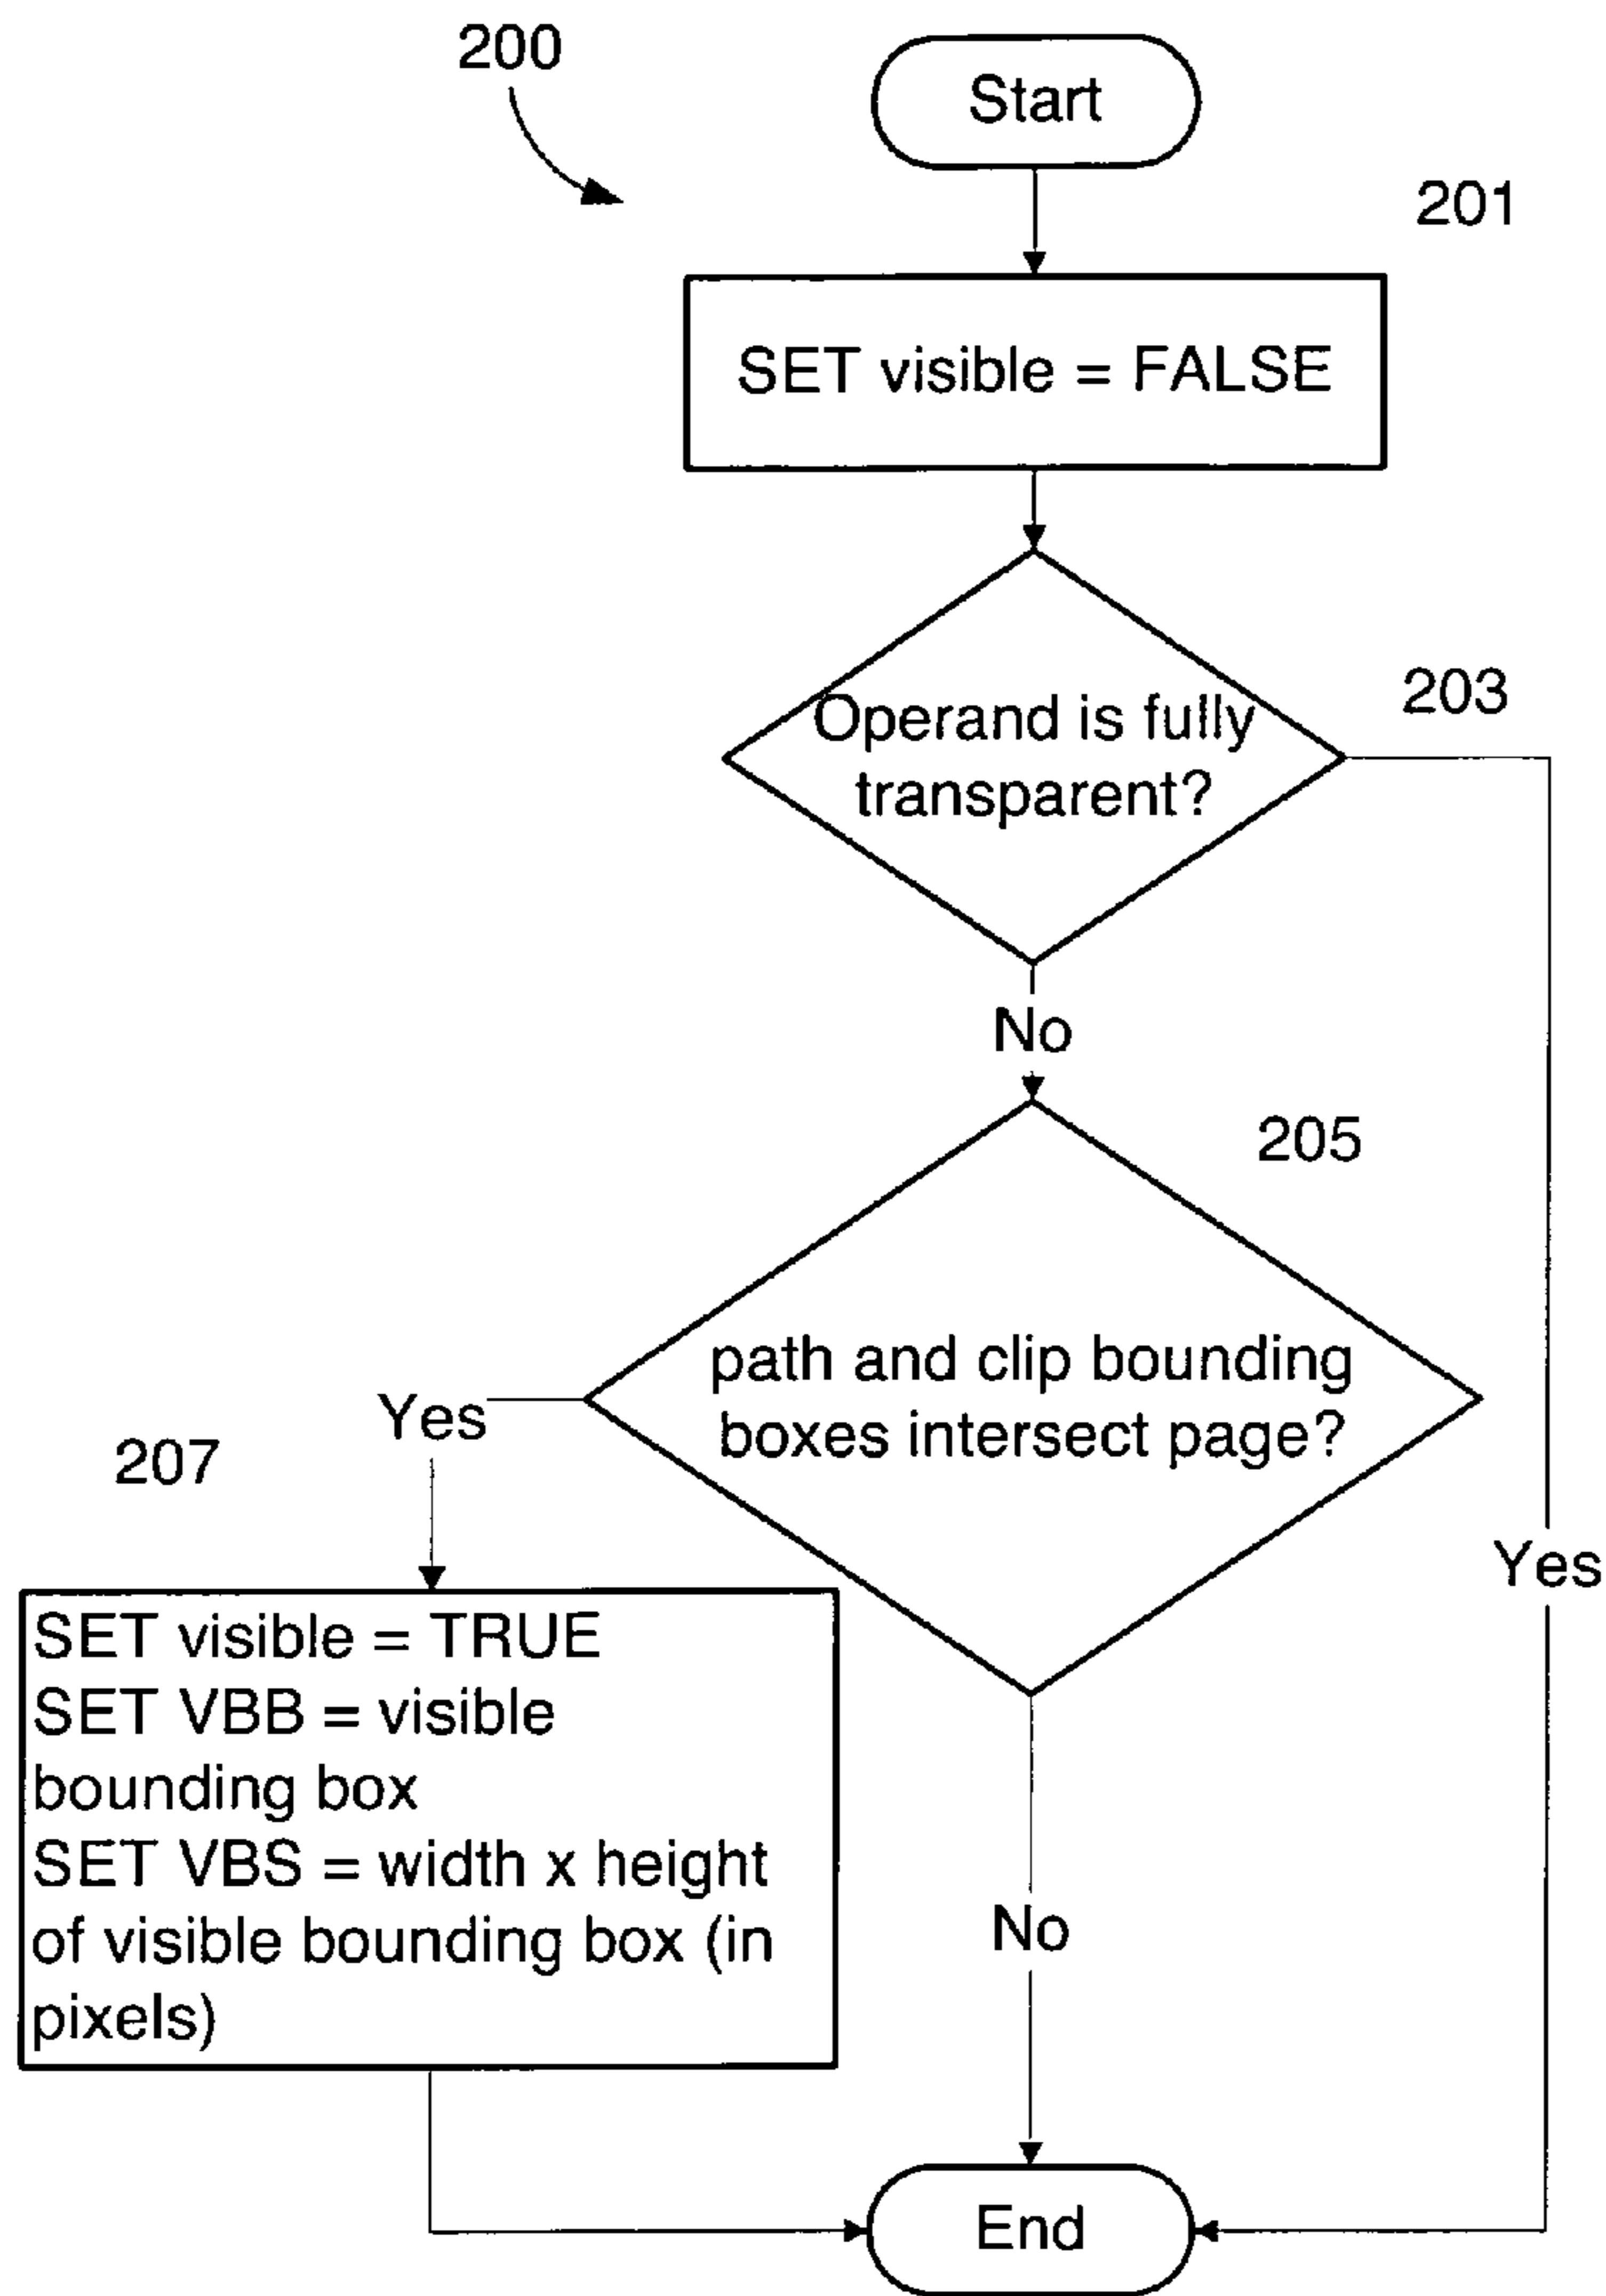 200
Start
201
SET visible = FALSE
203
Operand is fully
transparent?
No
205
path and clip bounding
boxes intersect page?
Yes
207
Yes
SET visible = TRUE
SET VBB = visible
bounding box
SET VBS = width x height
of visible bounding box (in
pixels)
No
End